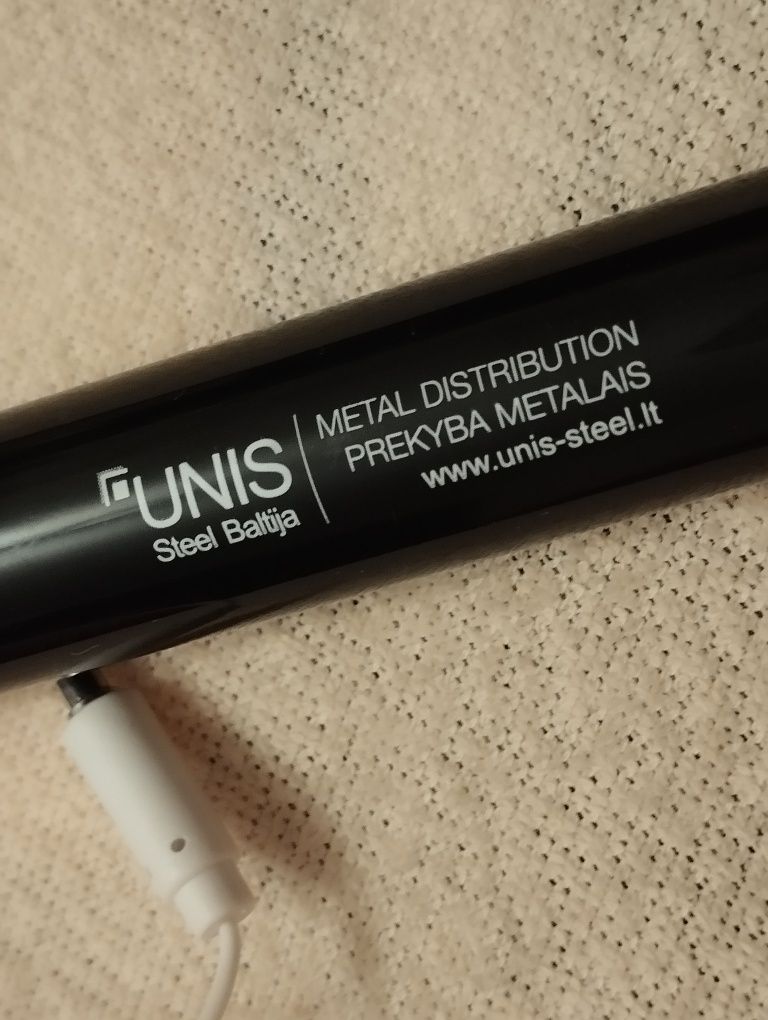 UNIS
Steel Baltija
METAL DISTRIBUTION
PREKYBA METALAIS
www.unis-steel.lt